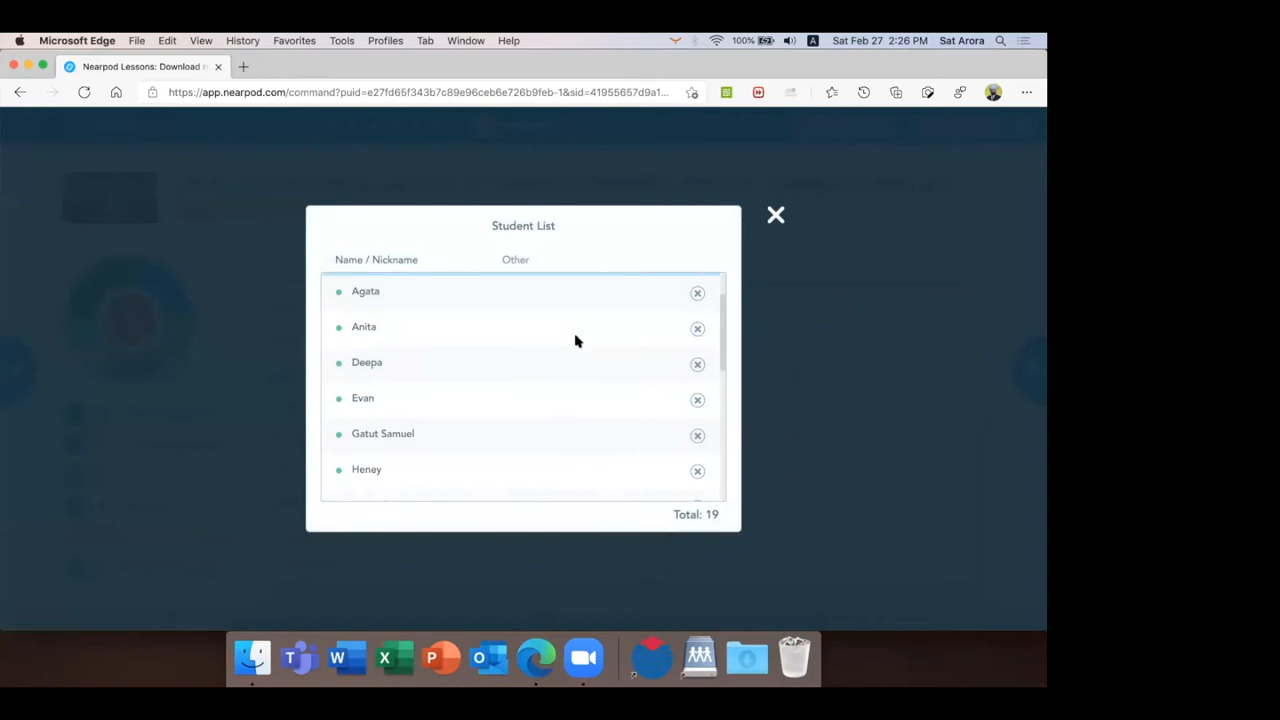 Microsoft Edge File Edit View History Favorites Tools Profiles Tab Window Help 100% A Sat Feb 27 2:26 PM Sat Arora
Nearpod Lessons: Download r
https://app.nearpod.com/command?puid=e27fd65f343b7c89e96ceb6e726b9feb-1&sid=41955657d9a1...
Student List
Name / Nickname Other
Agata
Anita
Deepa
Evan
Gatut Samuel
Heney
Total: 19
T W X P O